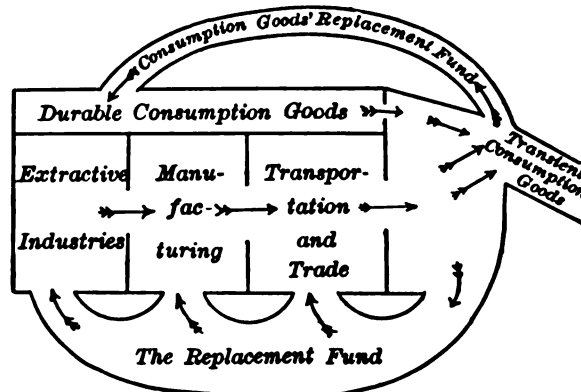 Consumption Goods' Replacement Fund
Durable Consumption Goods
Extractive
Industries
Manu-
fac-
turing
Transpor-
tation
and
Trade
Transient
Consumption
Goods
The Replacement Fund